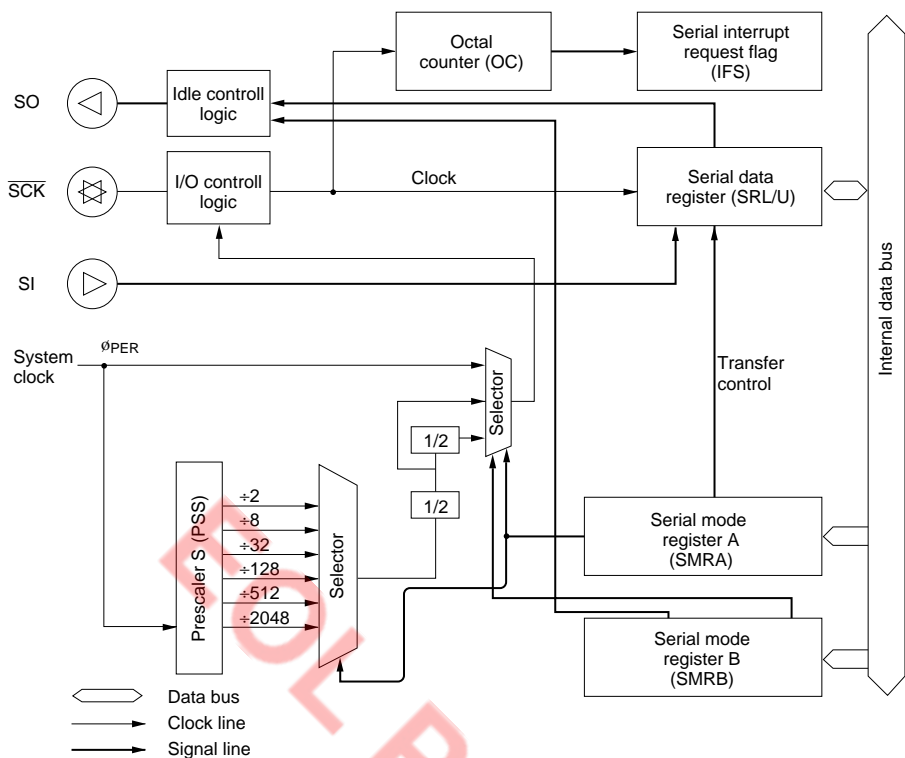 Octal
counter (OC)
Serial interrupt
request flag
(IFS)
SO
Idle controll
logic
SCK
I/O controll
logic
Clock
Serial data
register (SRL/U)
SI
Internal data bus
System
clock
øPER
Selector
Transfer
control
1/2
1/2
Prescaler S (PSS)
÷2
÷8
÷32
÷128
÷512
÷2048
Selector
Serial mode
register A
(SMRA)
Serial mode
register B
(SMRB)
Data bus
Clock line
Signal line